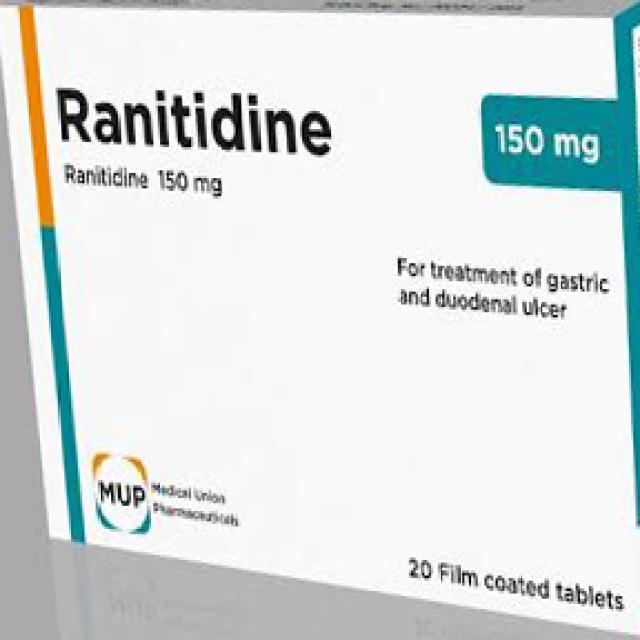 Ranitidine
150 mg
Ranitidine 150 mg
For treatment of gastric
and duodenal ulcer
MUP
Medical Union
Pharmaceuticals
20 Film coated tablets